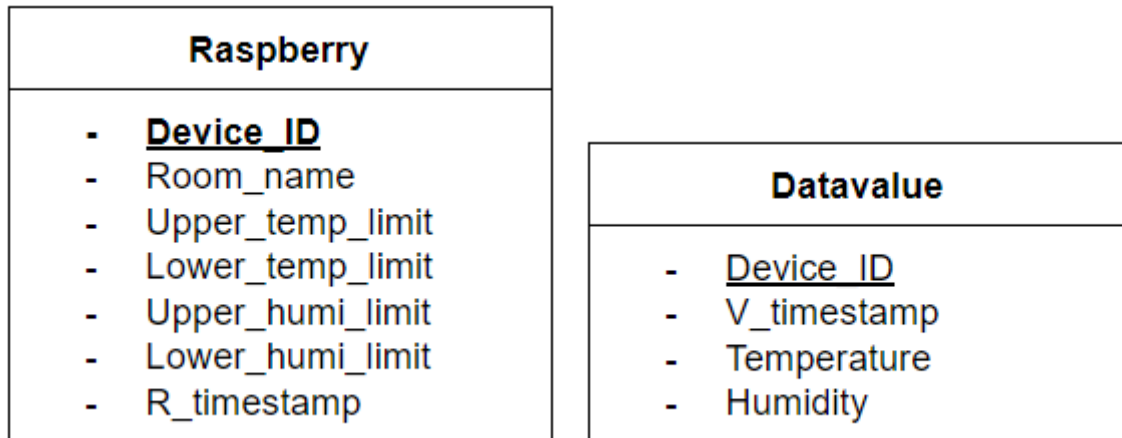 Raspberry
- Device_ID
- Room_name
- Upper_temp_limit
- Lower_temp_limit
- Upper_humi_limit
- Lower_humi_limit
- R_timestamp
Datavalue
- Device_ID
- V_timestamp
- Temperature
- Humidity